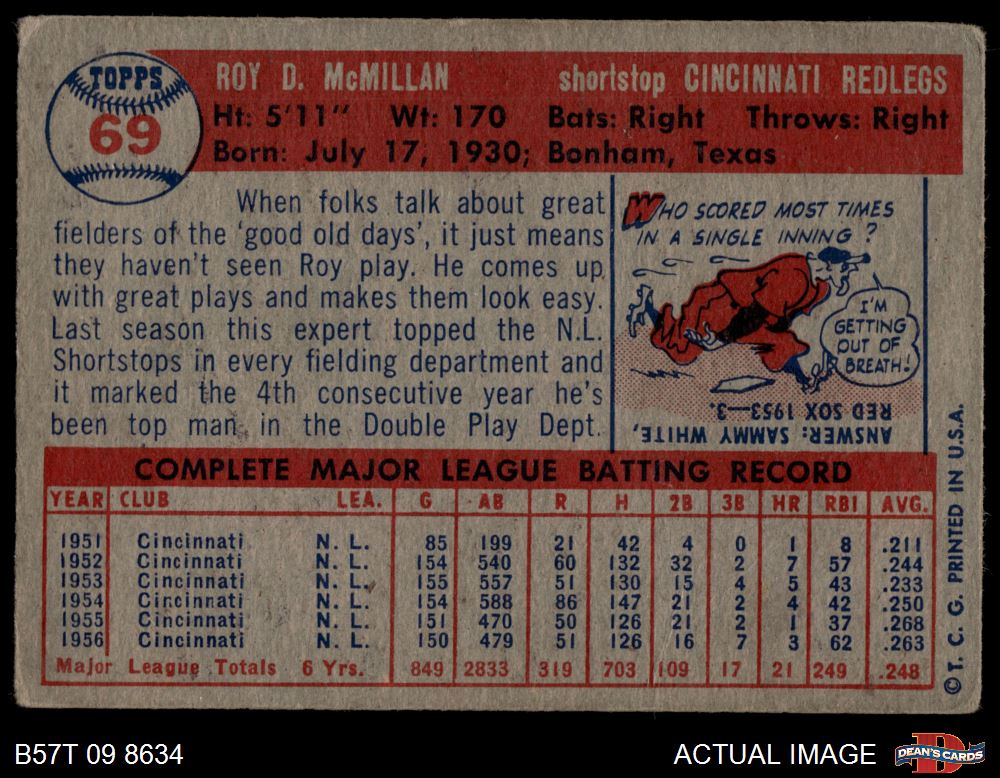 TOPPS
69
ROY D. McMILLAN shortstop CINCINNATI REDLEGS
Ht: 5'11" Wt: 170 Bats: Right Throws: Right
Born: July 17, 1930; Bonham, Texas
When folks talk about great
fielders of the 'good old days', it just means
they haven't seen Roy play. He comes up
with great plays and makes them look easy.
Last season this expert topped the N.L.
Shortstops in every fielding department and
it marked the 4th consecutive year he's
been top man in the Double Play Dept.
WHO SCORED MOST TIMES
IN A SINGLE INNING?
I'M
GETTING
OUT OF
BREATH!
ANSWER: SAMMY WHITE,
RED SOX 1953—3.
COMPLETE MAJOR LEAGUE BATTING RECORD
YEAR CLUB LEA. G AB R H 2B 3B HR RBI AVG.
1951 Cincinnati N. L. 85 199 21 42 4 0 1 8 .211
1952 Cincinnati N. L. 154 540 60 132 32 2 7 57 .244
1953 Cincinnati N. L. 155 557 51 130 15 4 5 43 .233
1954 Cincinnati N. L. 154 588 86 147 21 2 4 42 .250
1955 Cincinnati N. L. 151 470 50 126 21 2 1 37 .268
1956 Cincinnati N. L. 150 479 51 126 16 7 3 62 .263
Major League Totals 6 Yrs. 849 2833 319 703 109 17 21 249 .248
© T. C. G. PRINTED IN U.S.A.
B57T 09 8634 ACTUAL IMAGE
DEAN'S CARDS